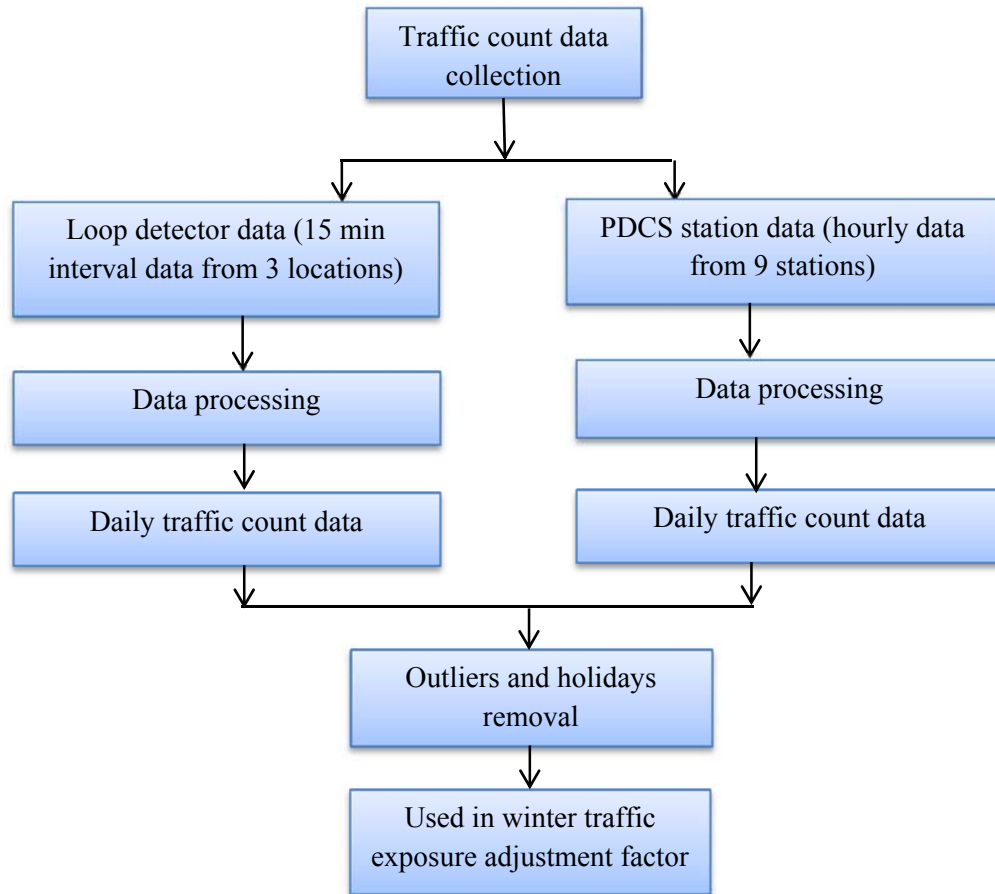 Traffic count data
collection
Loop detector data (15 min
interval data from 3 locations)
PDCS station data (hourly data
from 9 stations)
Data processing
Data processing
Daily traffic count data
Daily traffic count data
Outliers and holidays
removal
Used in winter traffic
exposure adjustment factor